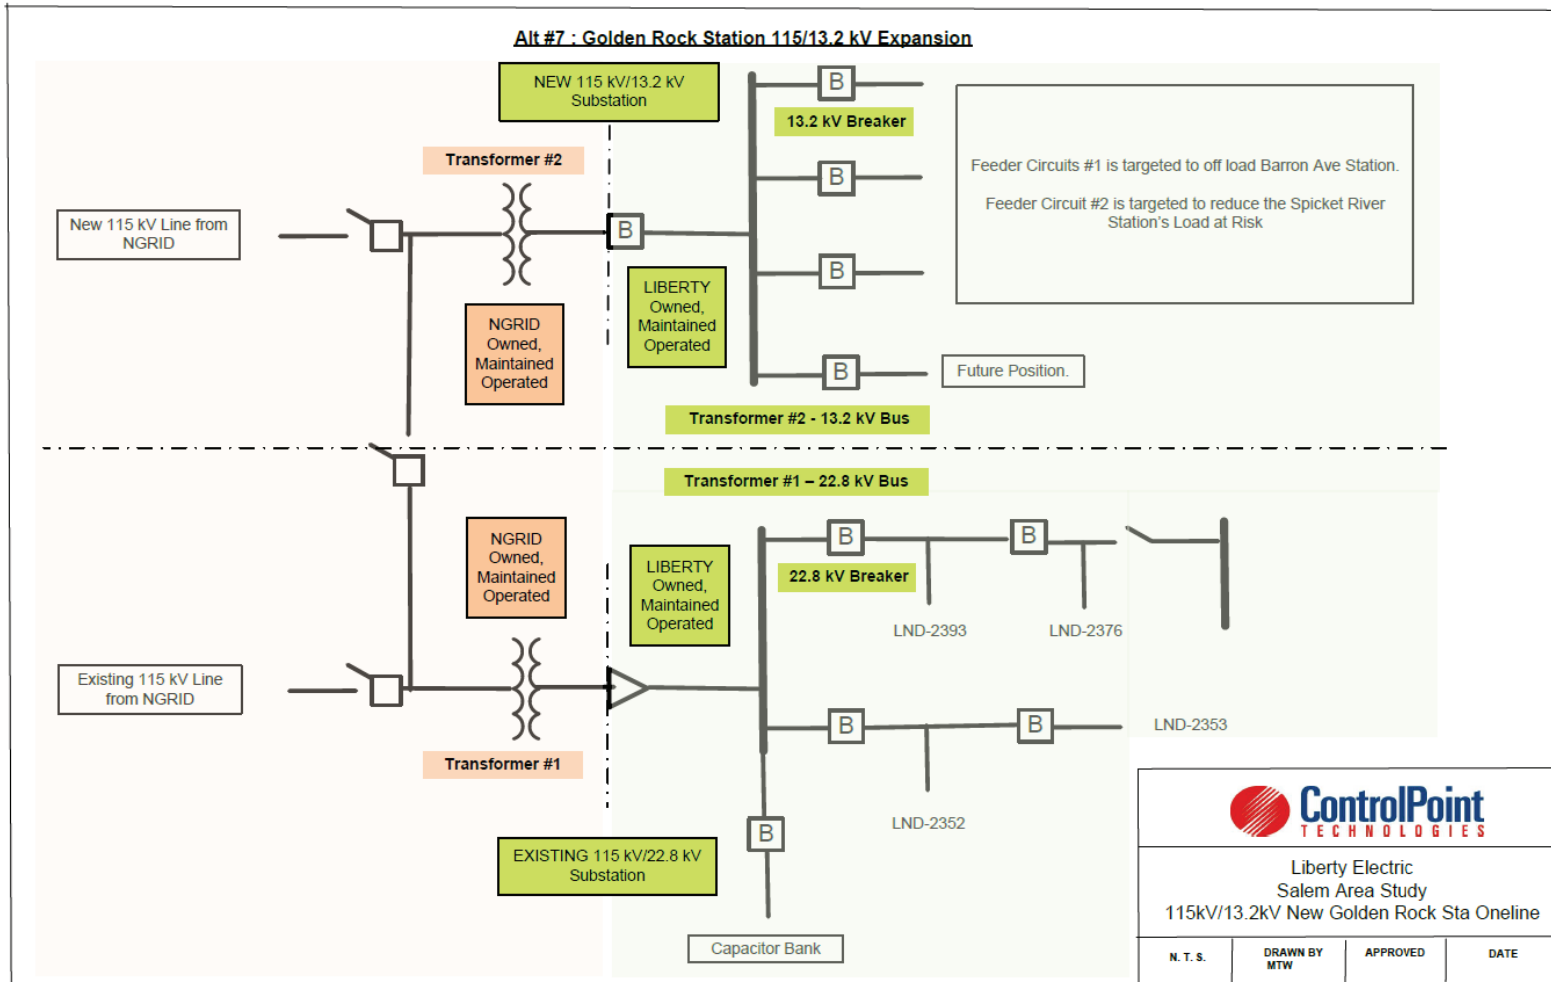 Alt #7 : Golden Rock Station 115/13.2 kV Expansion
NEW 115 kV/13.2 kV
Substation
B
13.2 kV Breaker
Feeder Circuits #1 is targeted to off load Barron Ave Station.
Feeder Circuit #2 is targeted to reduce the Spicket River
Station's Load at Risk
Transformer #2
B
New 115 kV Line from
NGRID
B
LIBERTY
Owned,
Maintained
Operated
B
NGRID
Owned,
Maintained
Operated
B
Future Position.
Transformer #2 - 13.2 kV Bus
Transformer #1 – 22.8 kV Bus
NGRID
Owned,
Maintained
Operated
LIBERTY
Owned,
Maintained
Operated
B
B
22.8 kV Breaker
LND-2393
LND-2376
Existing 115 kV Line
from NGRID
B
B
LND-2353
Transformer #1
LND-2352
B
EXISTING 115 kV/22.8 kV
Substation
Capacitor Bank
ControlPoint
TECHNOLOGIES
Liberty Electric
Salem Area Study
115kV/13.2kV New Golden Rock Sta Oneline
N. T. S.
DRAWN BY
MTW
APPROVED
DATE